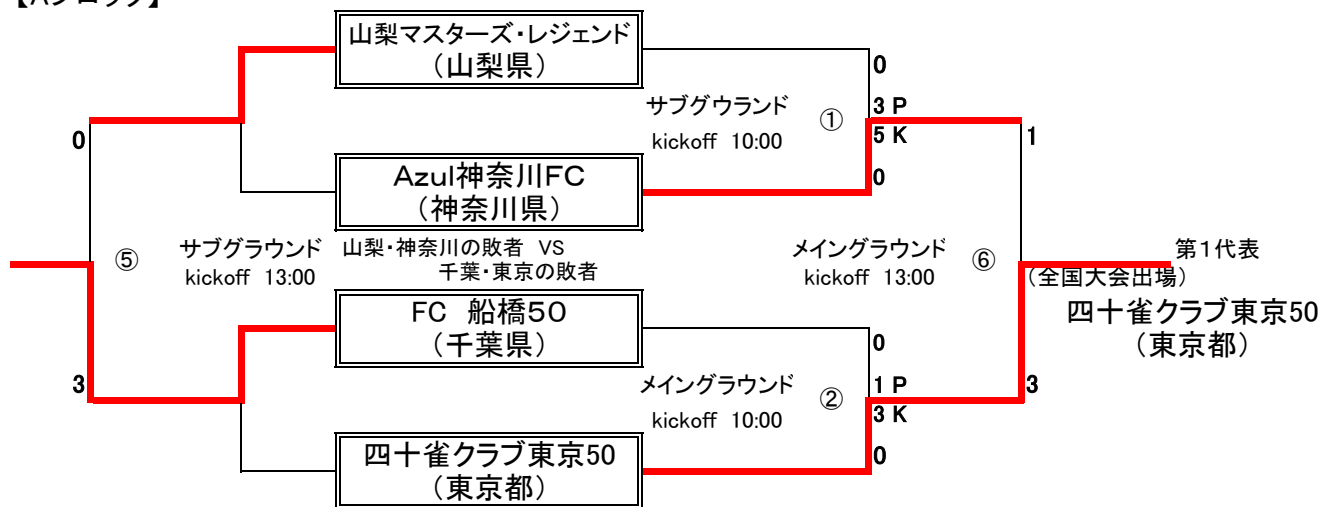 山梨マスターズ・レジェンド
（山梨県）
0
サブグウランド
①
3 P
kickoff 10:00
5 K
0
1
0
Azul神奈川FC
（神奈川県）
⑤
サブグラウンド
kickoff 13:00
山梨・神奈川の敗者 VS
千葉・東京の敗者
メイングラウンド
kickoff 13:00
⑥
第１代表
（全国大会出場）
四十雀クラブ東京50
（東京都）
FC 船橋５０
（千葉県）
0
メイングラウンド
②
1 P
kickoff 10:00
3 K
0
3
3
四十雀クラブ東京50
（東京都）